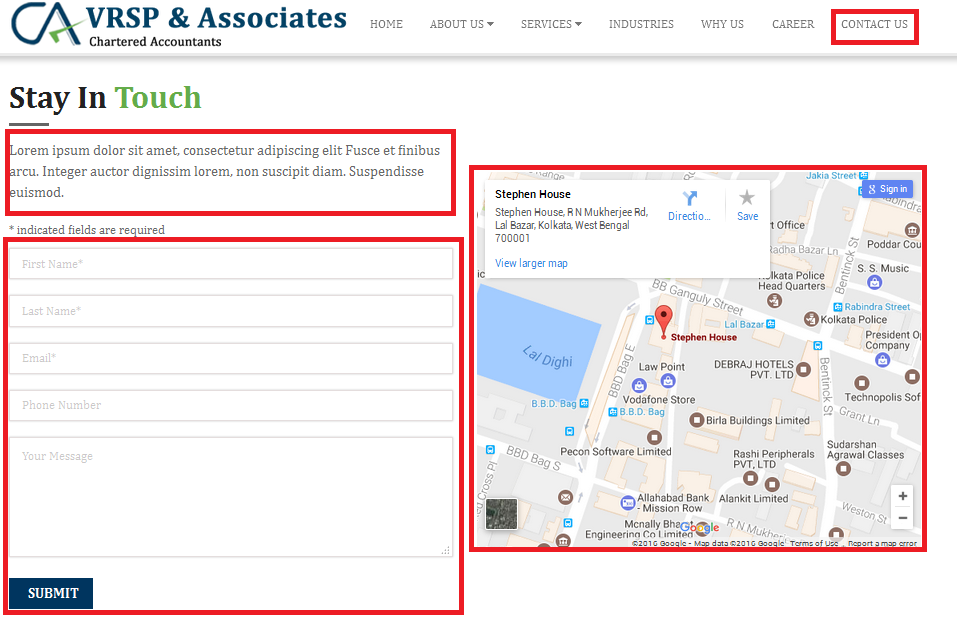 CA VRSP & Associates
Chartered Accountants
HOME ABOUT US SERVICES INDUSTRIES WHY US CAREER CONTACT US
Stay In Touch
Lorem ipsum dolor sit amet, consectetur adipiscing elit Fusce et finibus
arcu. Integer auctor dignissim lorem, non suscipit diam. Suspendisse
euismod.
* indicated fields are required
First Name*
Last Name*
Email*
Phone Number
Your Message
SUBMIT
Stephen House
Stephen House, R N Mukherjee Rd,
Lal Bazar, Kolkata, West Bengal
700001
View larger map
Directio...
Save
Jakia Street
Sign in
Rabindra
t Office
Radha Bazar Ln
Poddar Cou
Bentinck St
S. S. Music
Kolkata Police
Head Quarters
BB Ganguly Street
Rabindra Street
Kolkata Police
Lal Bazar
Stephen House
President O
Company
Lal Dighi
BBD Bag E
Law Point
DEBRAJ HOTELS
PVT. LTD
Bentinck St
Vodafone Store
Technopolis Sof
B.B.D. Bag
B.B.D. Bag
Grant Ln
Birla Buildings Limited
BBD Bag S
Pecon Software Limited
Rashi Peripherals
PVT, LTD
Sudarshan
Agrawal Classes
ed Cross Pl
Allahabad Bank
- Mission Row
Alankit Limited
Weston St
Mcnally Bhara
Engineering Co Limited
Google
R N Mukher
+
−
©2016 Google - Map data ©2016 Google Terms of Use Report a map error